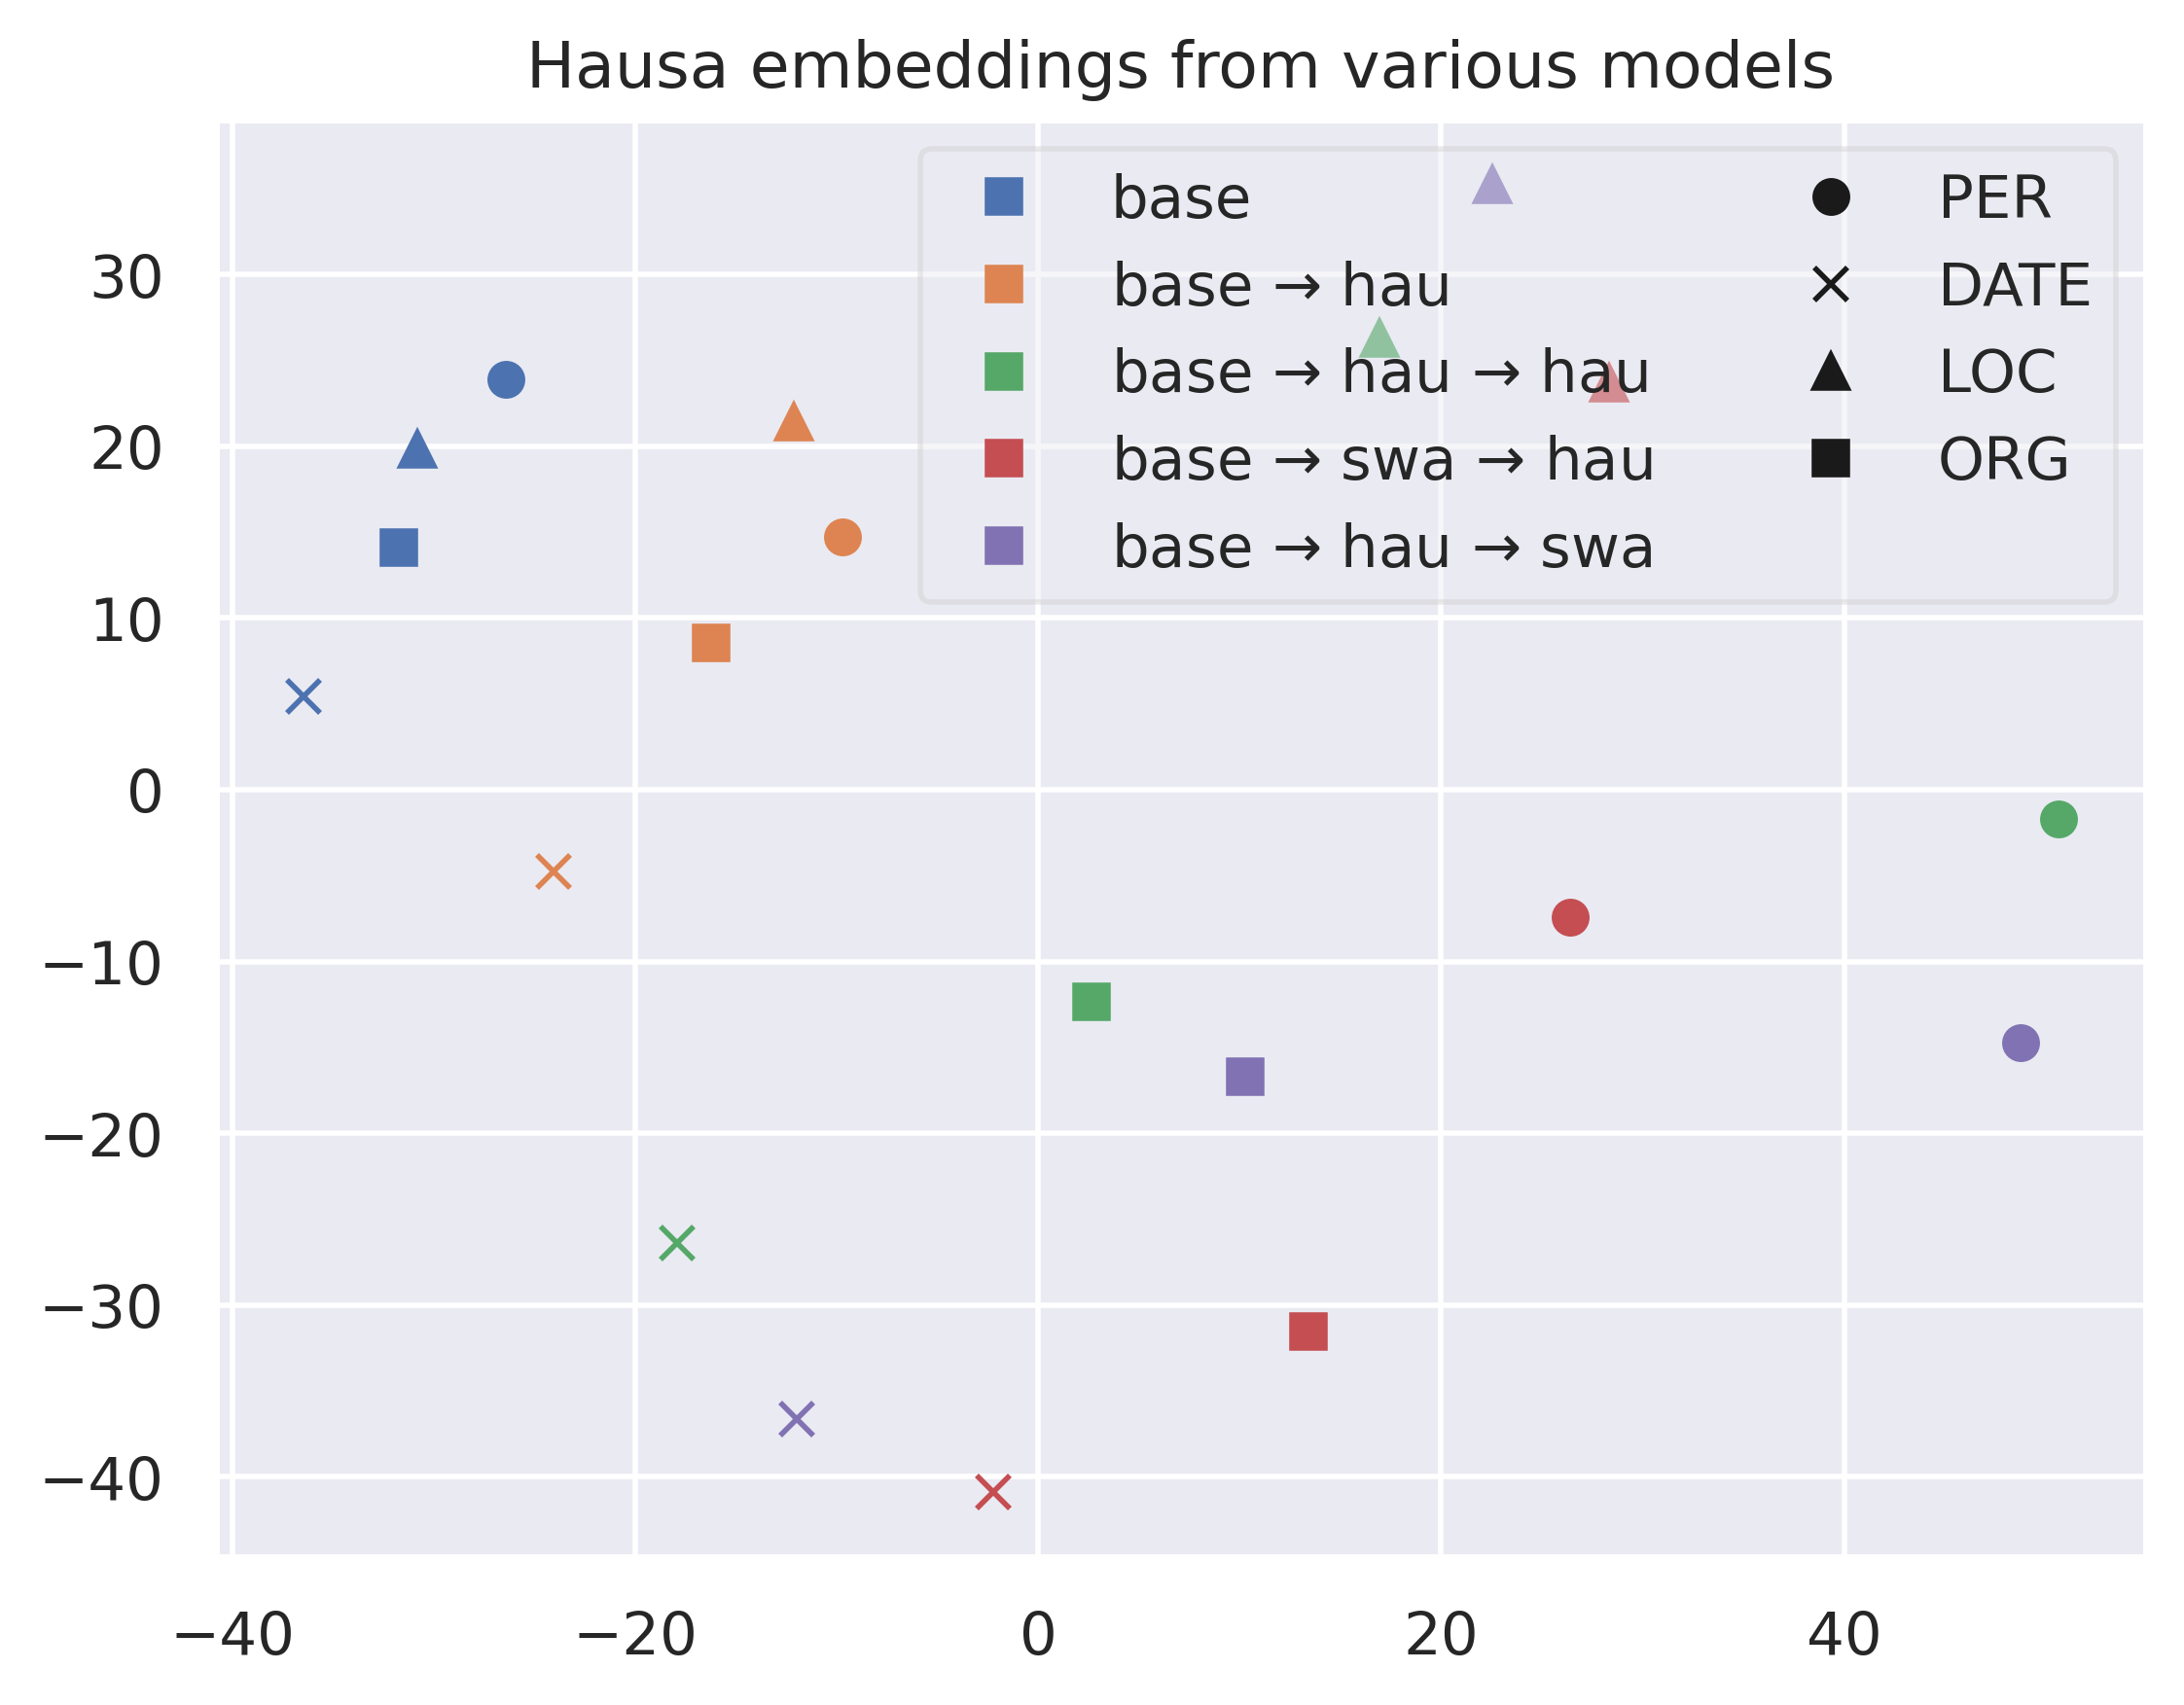 Hausa embeddings from various models
base
base → hau
base → hau → hau
base → swa → hau
base → hau → swa
PER
DATE
LOC
ORG
30
20
10
0
−10
−20
−30
−40
−40 −20 0 20 40